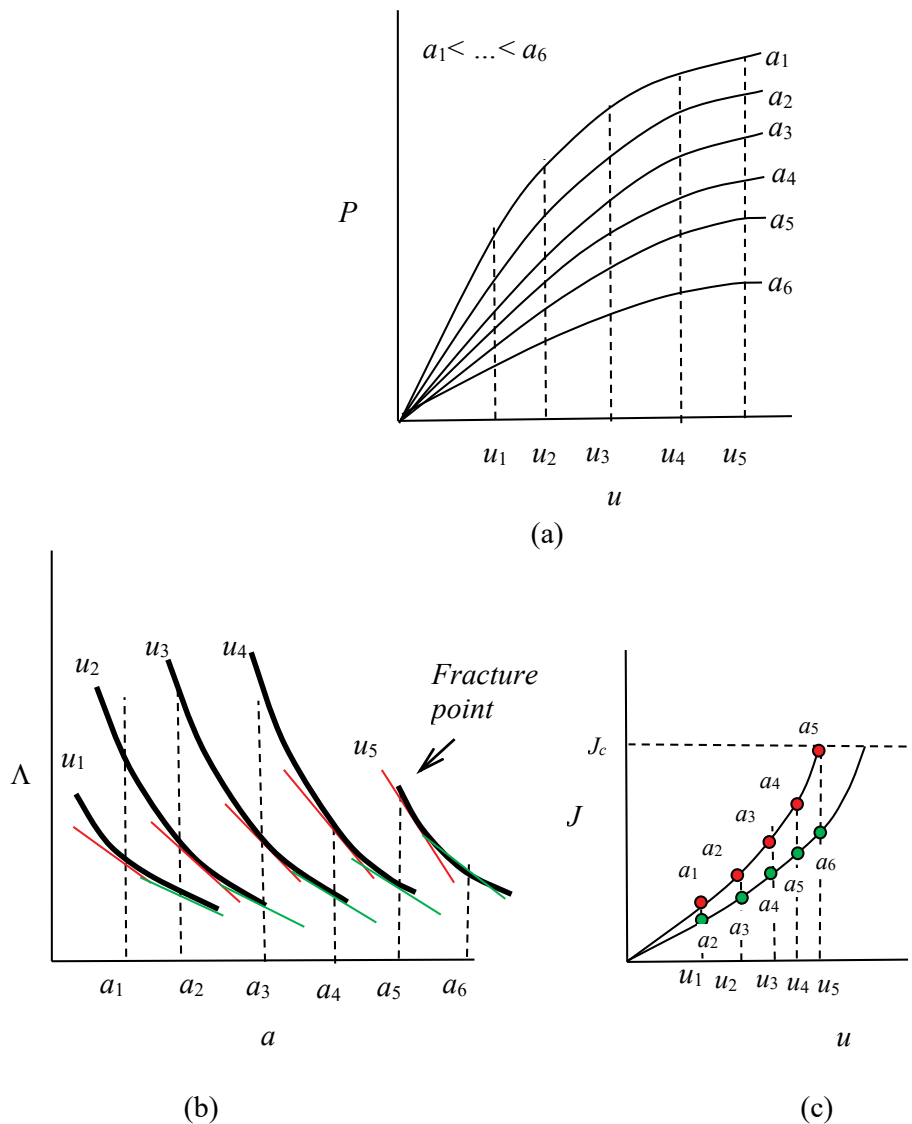 a1< ...< a6
a1
a2
a3
a4
a5
a6
P
u1 u2 u3 u4 u5
u
(a)
u1
u2
u3
u4
u5
Fracture
point
Λ
a1 a2 a3 a4 a5 a6
a
(b)
Jc
J
a1
a2
a3
a4
a5
a2
a3
a4
a5
a6
u1 u2 u3 u4 u5
u
(c)